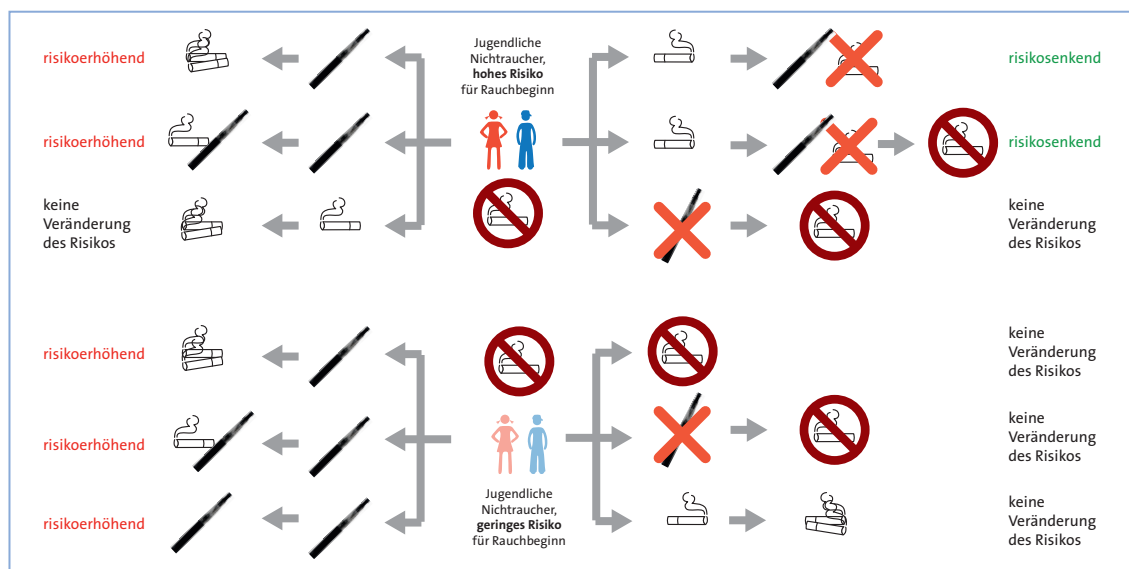 risikoerhöhend
Jugendliche
Nichtraucher,
hohes Risiko
für Rauchbeginn
risikosenkend
risikoerhöhend
risikosenkend
keine
Veränderung
des Risikos
keine
Veränderung
des Risikos
risikoerhöhend
keine
Veränderung
des Risikos
risikoerhöhend
keine
Veränderung
des Risikos
risikoerhöhend
Jugendliche
Nichtraucher,
geringes Risiko
für Rauchbeginn
keine
Veränderung
des Risikos